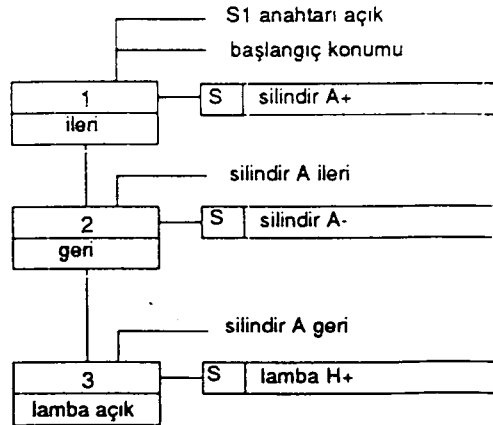 S1 anahtarı açık
başlangıç konumu
1
S
silindir A+
ileri
silindir A ileri
2
S
silindir A-
geri
silindir A geri
3
S
lamba H+
lamba açık